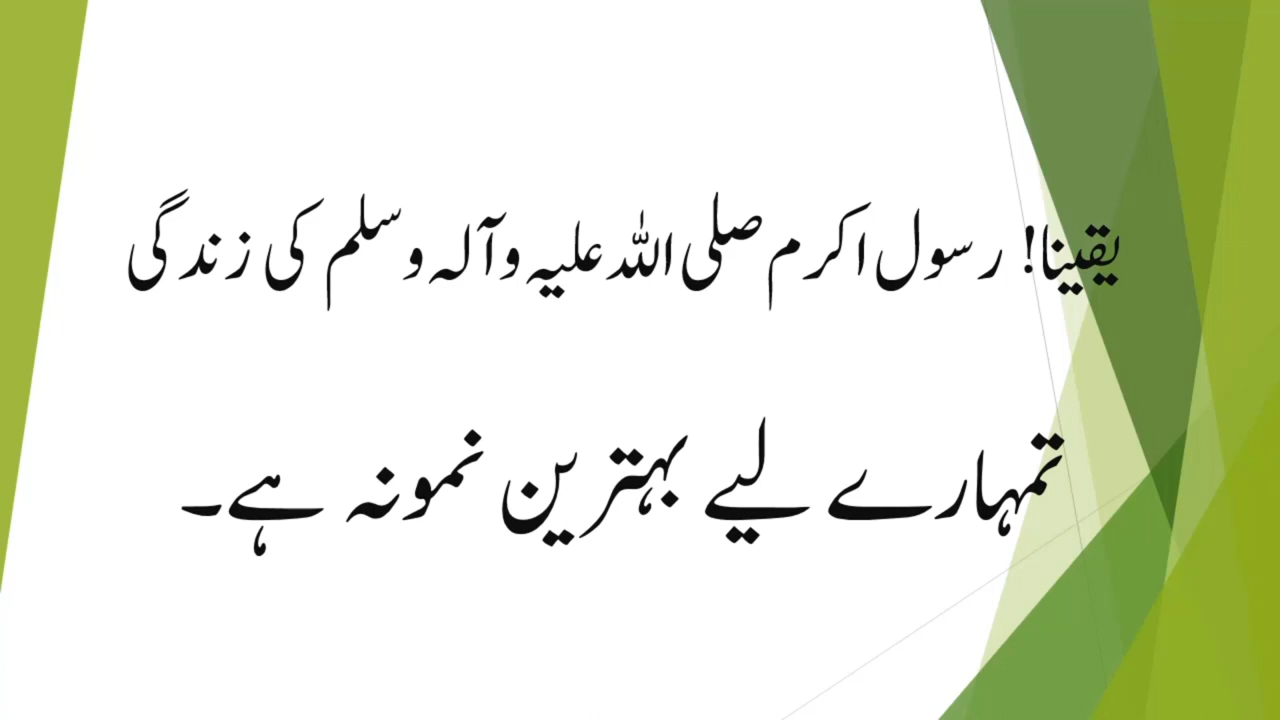 یقینا! رسول اکرم صلی اللہ علیہ وآلہ وسلم کی زندگی
تمہارے لیے بہترین نمونہ ہے۔